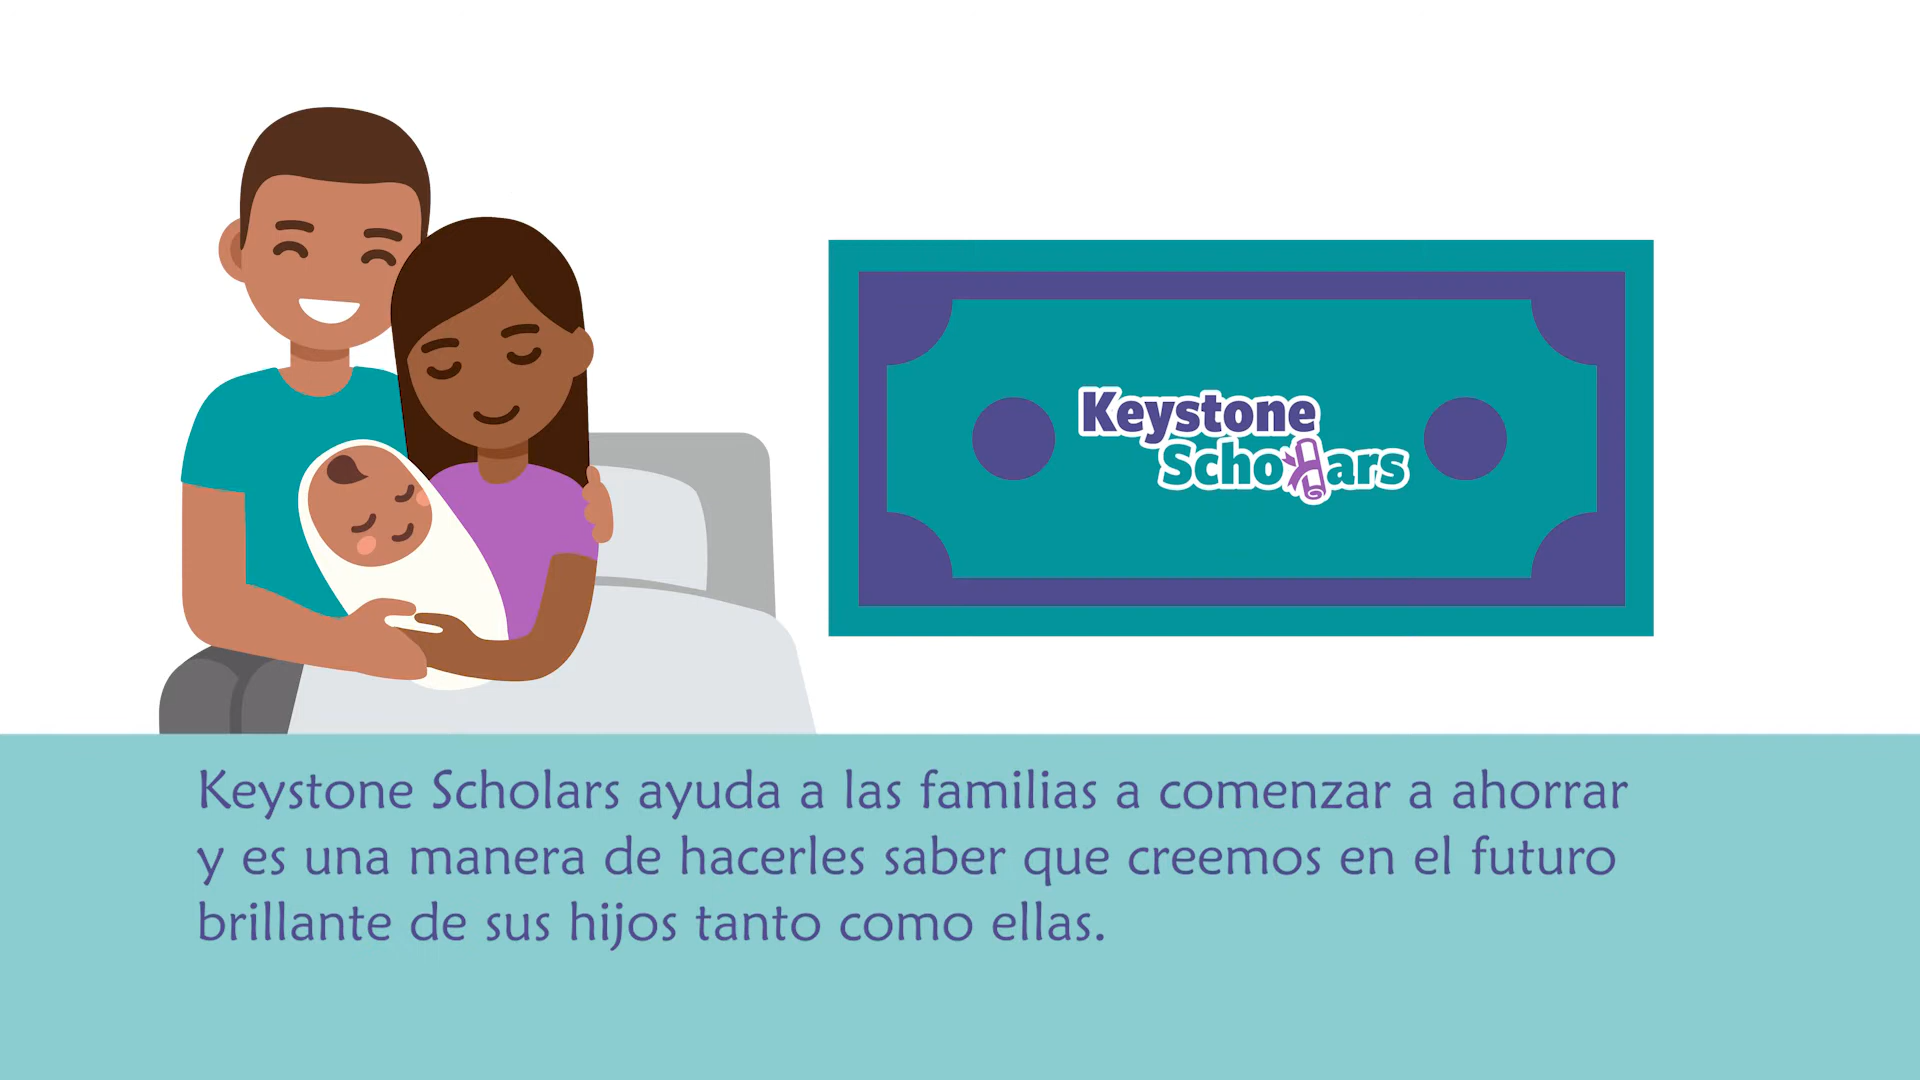 Keystone
Scholars
Keystone Scholars ayuda a las familias a comenzar a ahorrar
y es una manera de hacerles saber que creemos en el futuro
brillante de sus hijos tanto como ellas.